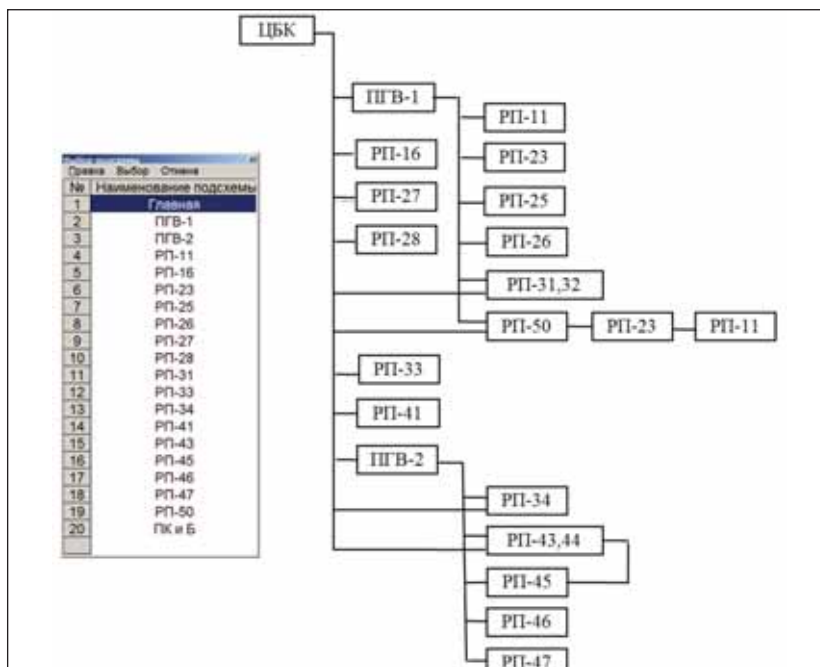 ЦБК
ПГВ-1
РП-11
РП-16
РП-23
РП-27
РП-25
РП-28
РП-26
РП-31,32
РП-50
РП-23
РП-11
РП-33
РП-41
ПГВ-2
РП-34
РП-43,44
РП-45
РП-46
РП-47
Правка Выбор Отмена
№ Наименование подсхемы
1 Главная
2 ПГВ-1
3 ПГВ-2
4 РП-11
5 РП-16
6 РП-23
7 РП-25
8 РП-26
9 РП-27
10 РП-28
11 РП-31
12 РП-33
13 РП-34
14 РП-41
15 РП-43
16 РП-45
17 РП-46
18 РП-47
19 РП-50
20 ПК и Б